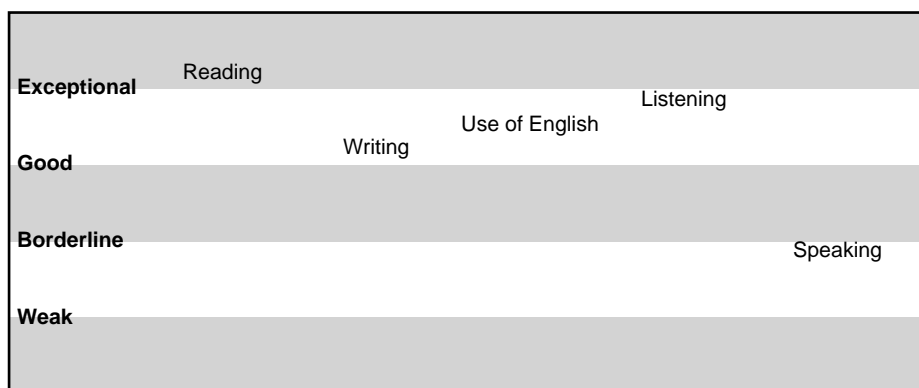 Reading
Exceptional
Listening
Use of English
Writing
Good
Borderline
Speaking
Weak